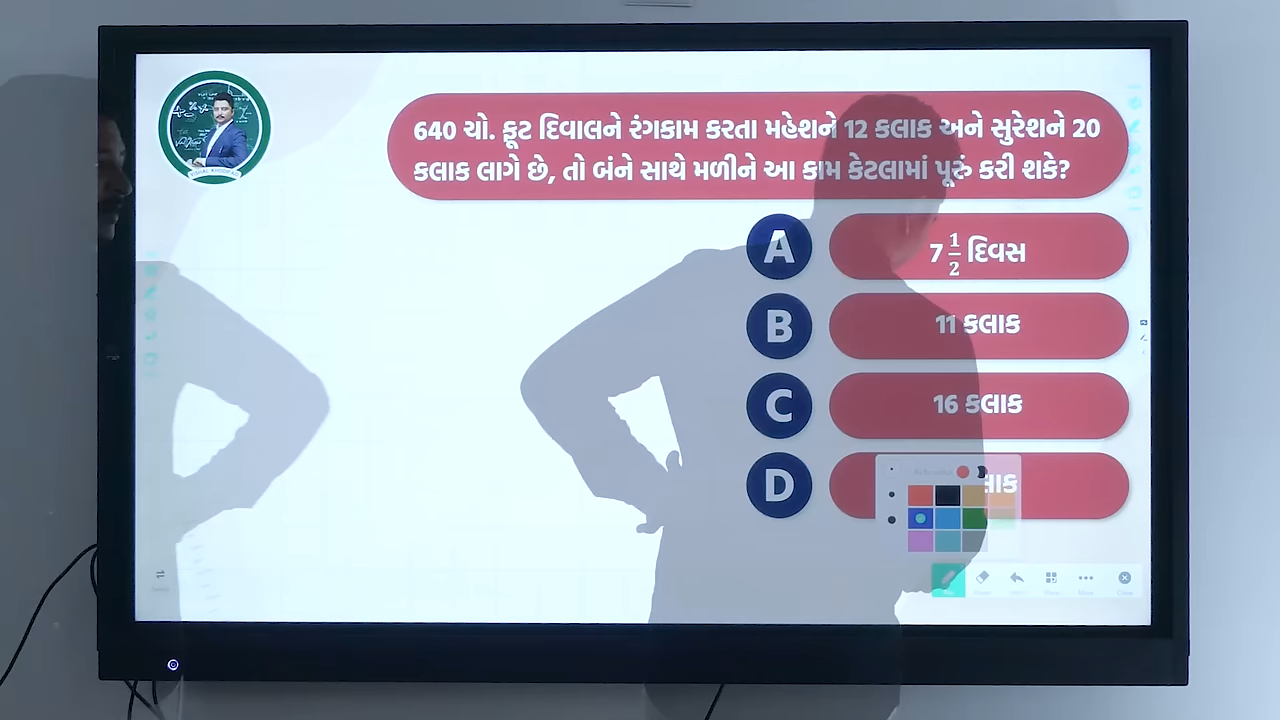 640 ચો. ફૂટ દિવાલને રંગકામ કરતા મહેશને 12 કલાક અને સુરેશને 20
કલાક લાગે છે, તો બંને સાથે મળીને આ કામ કેટલામાં પૂરું કરી શકે?
A 7 1/2 દિવસ
B 11 કલાક
C 16 કલાક
D